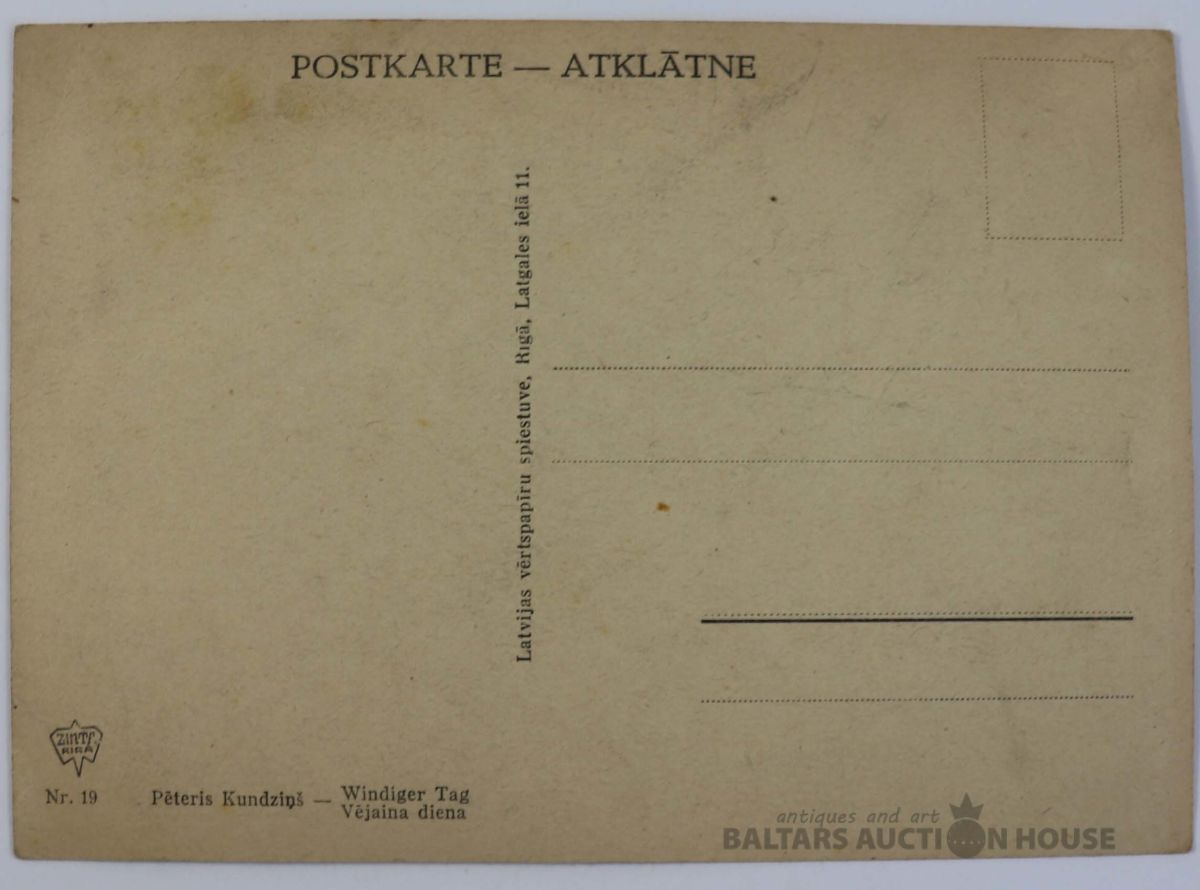 POSTKARTE — ATKLĀTNE
Latvijas vērtspapīru spiestuve, Rīgā, Latgales ielā 11.
ZINTS
RIGĀ
Nr. 19
Pēteris Kundziņš — Windiger Tag
Vējaina diena
antiques and art
BALTARS AUCTION HOUSE